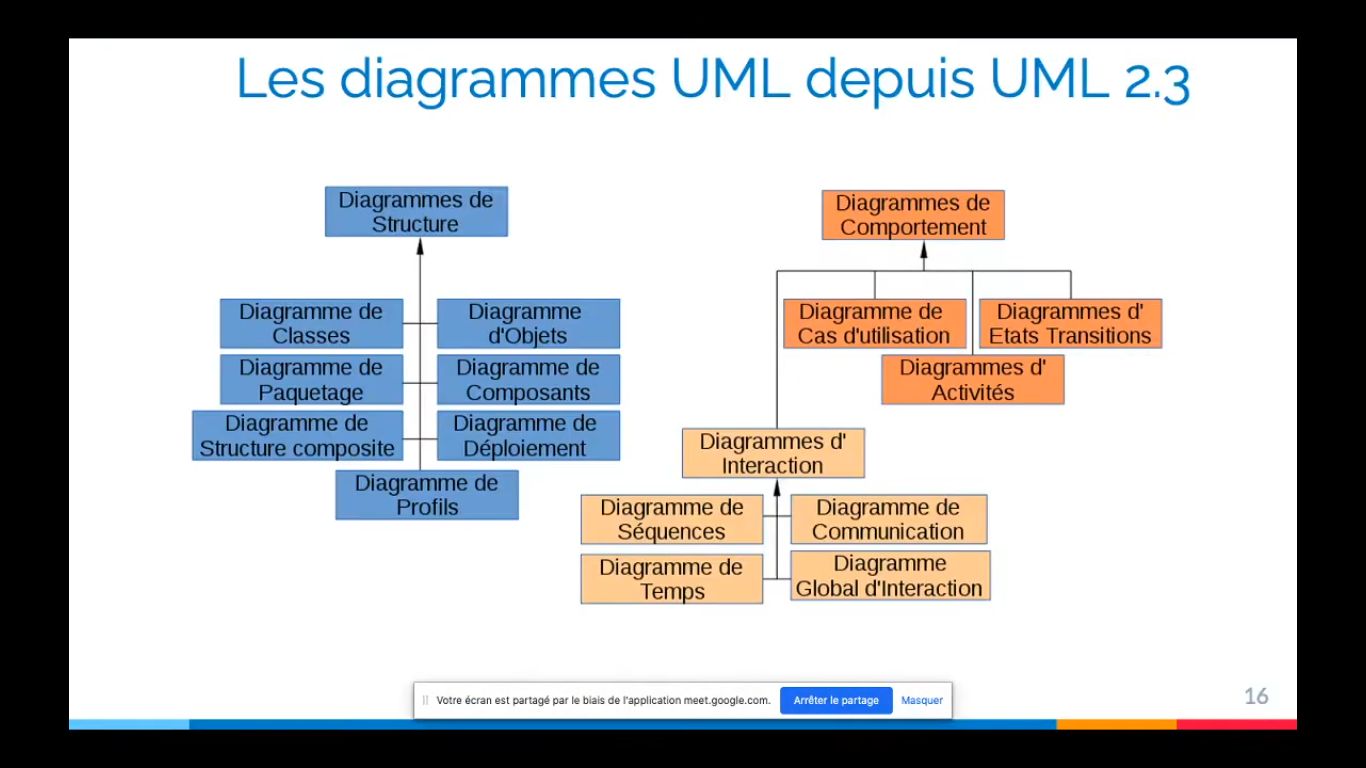 Les diagrammes UML depuis UML 2.3
Diagrammes de
Structure
Diagramme de
Classes
Diagramme
d'Objets
Diagramme de
Paquetage
Diagramme de
Composants
Diagramme de
Structure composite
Diagramme de
Déploiement
Diagramme de
Profils
Diagrammes de
Comportement
Diagramme de
Cas d'utilisation
Diagrammes d'
Etats Transitions
Diagrammes d'
Activités
Diagrammes d'
Interaction
Diagramme de
Séquences
Diagramme de
Communication
Diagramme de
Temps
Diagramme
Global d'Interaction
Votre écran est partagé par le biais de l'application meet.google.com.
Arrêter le partage
Masquer
16